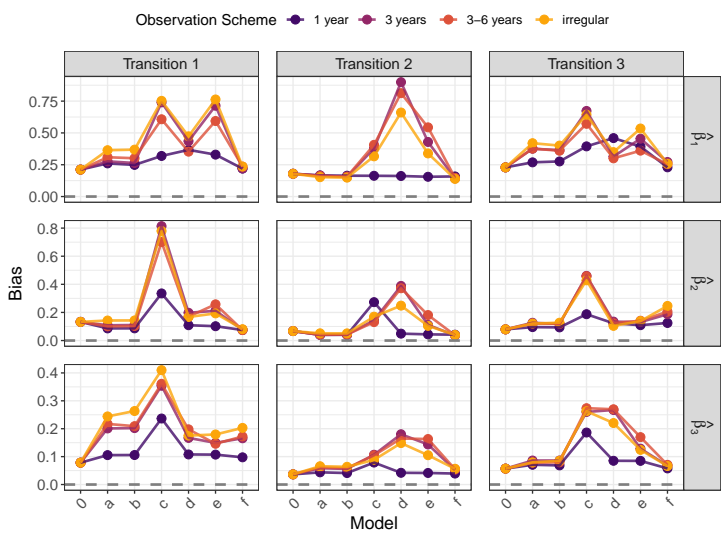 Observation Scheme 1 year 3 years 3−6 years irregular
Transition 1 Transition 2 Transition 3
0.75
0.50
0.25
0.00
β̂1
0.8
0.6
0.4
0.2
0.0
β̂2
0.4
0.3
0.2
0.1
0.0
β̂3
Bias
0 a b c d e f 0 a b c d e f 0 a b c d e f
Model